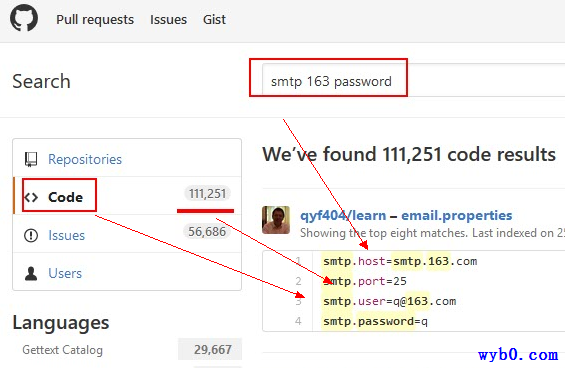 Pull requests Issues Gist
Search
smtp 163 password
Repositories
Code 111,251
Issues 56,686
Users
Languages
Gettext Catalog 29,667
We've found 111,251 code results
qyf404/learn – email.properties
Showing the top eight matches. Last indexed on 25
1 smtp.host=smtp.163.com
2 smtp.port=25
3 smtp.user=q@163.com
4 smtp.password=q
wyb0.com